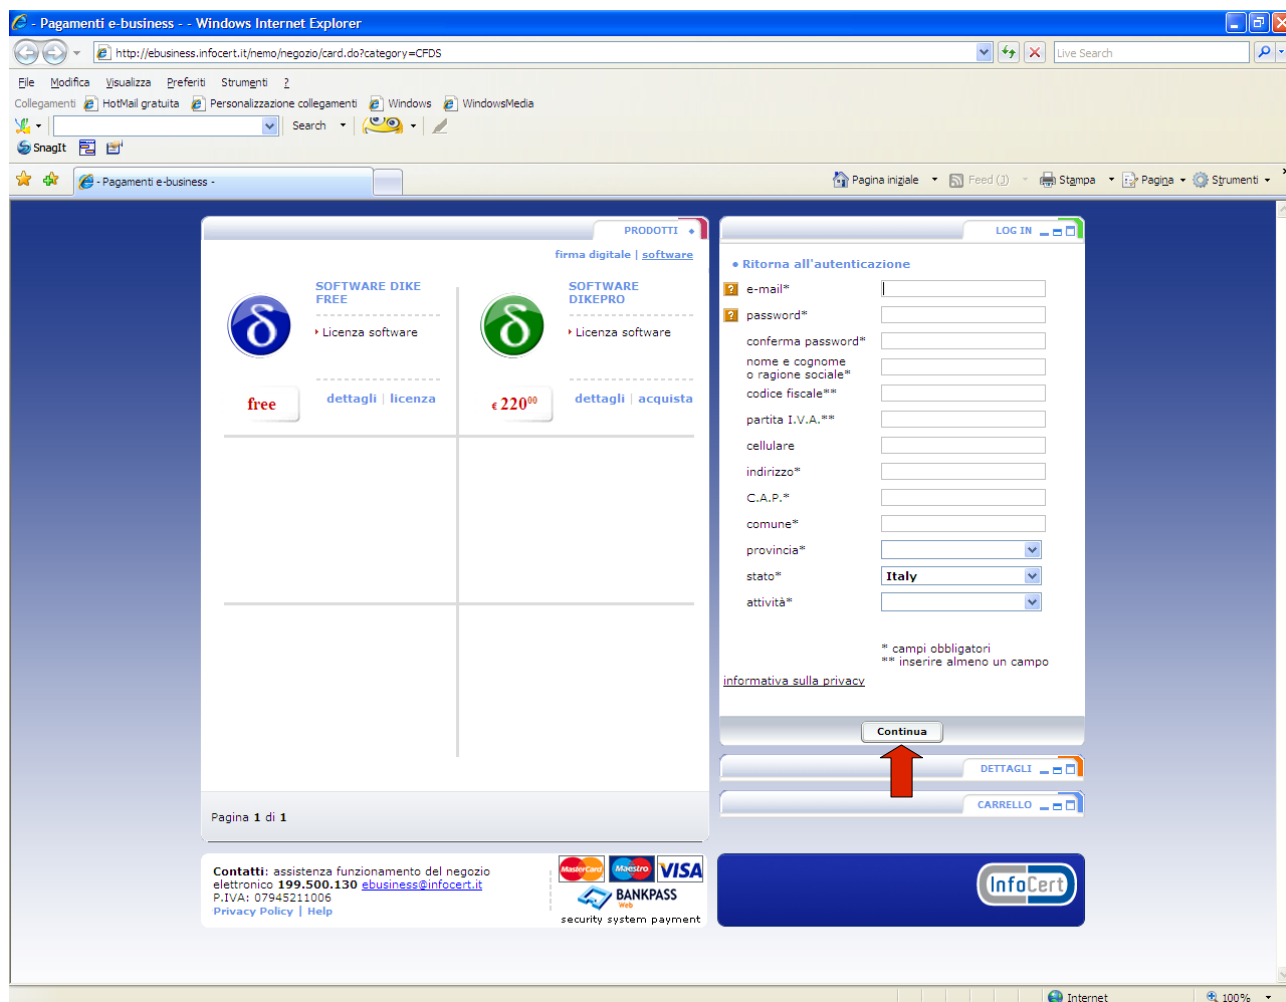 - Pagamenti e-business - - Windows Internet Explorer
http://ebusiness.infocert.it/nemo/negozio/card.do?category=CFDS
Live Search
File Modifica Visualizza Preferiti Strumenti ?
Collegamenti HotMail gratuita Personalizzazione collegamenti Windows WindowsMedia
Search
SnagIt
- Pagamenti e-business -
Pagina iniziale Feed (J) Stampa Pagina Strumenti
PRODOTTI
firma digitale | software
SOFTWARE DIKE
FREE
Licenza software
δ
free
dettagli | licenza
SOFTWARE
DIKEPRO
Licenza software
δ
€ 220⁰⁰
dettagli | acquista
Pagina 1 di 1
LOG IN
• Ritorna all'autenticazione
? e-mail*
? password*
conferma password*
nome e cognome
o ragione sociale*
codice fiscale**
partita I.V.A.**
cellulare
indirizzo*
C.A.P.*
comune*
provincia*
stato* Italy
attività*
* campi obbligatori
** inserire almeno un campo
informativa sulla privacy
Continua
DETTAGLI
CARRELLO
Contatti: assistenza funzionamento del negozio
elettronico 199.500.130 ebusiness@infocert.it
P.IVA: 07945211006
Privacy Policy | Help
MasterCard Maestro VISA
BANKPASS
Web
security system payment
InfoCert
Internet 100%